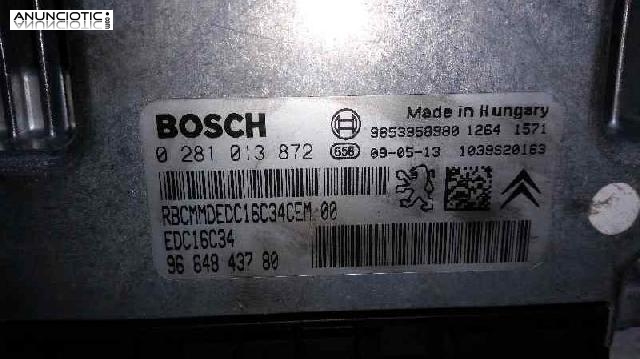 ANUNCIOTIC
BOSCH
Made in Hungary
9653958980 1264 1571
0 281 013 872 G5B 09-05-13 1039S20163
RBCMMDEDC16C34CEM 00
EDC16C34
96 648 437 80